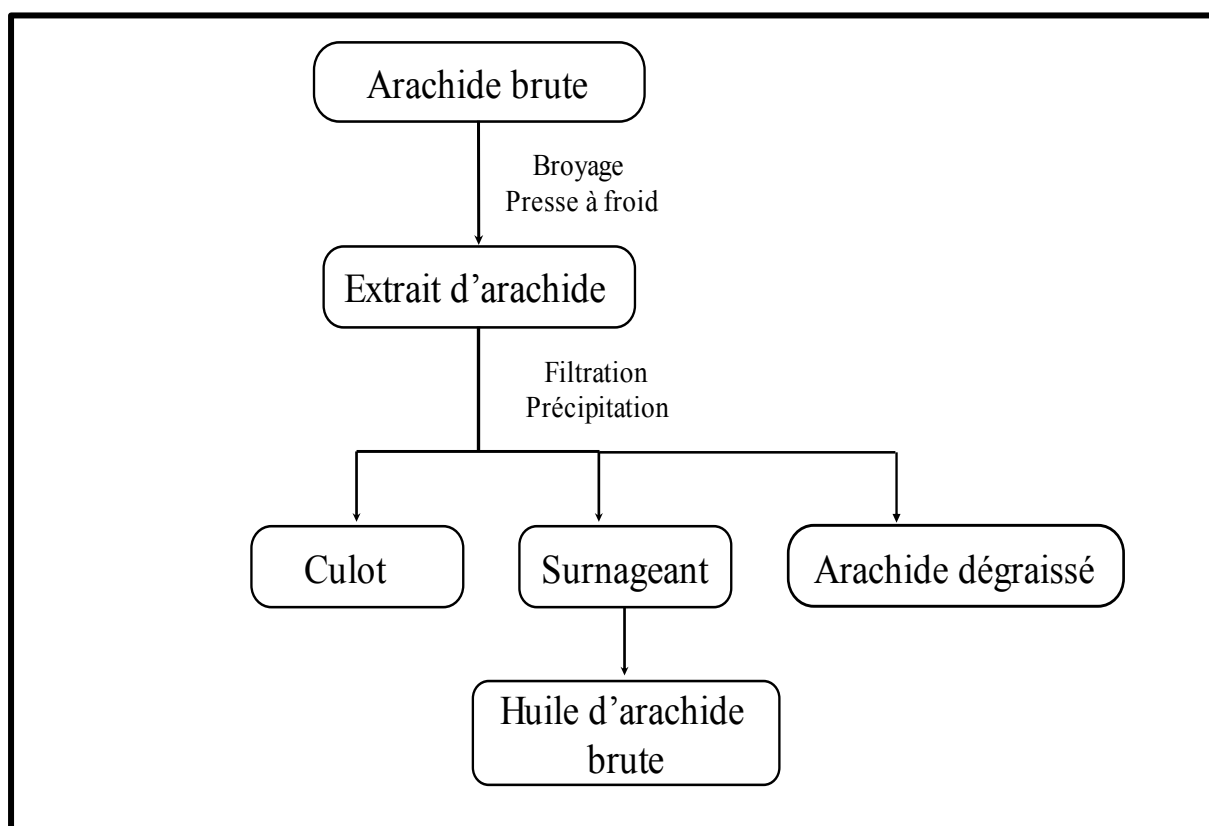 Arachide brute
Broyage
Presse à froid
Extrait d’arachide
Filtration
Précipitation
Culot
Surnageant
Arachide dégraissé
Huile d’arachide
brute